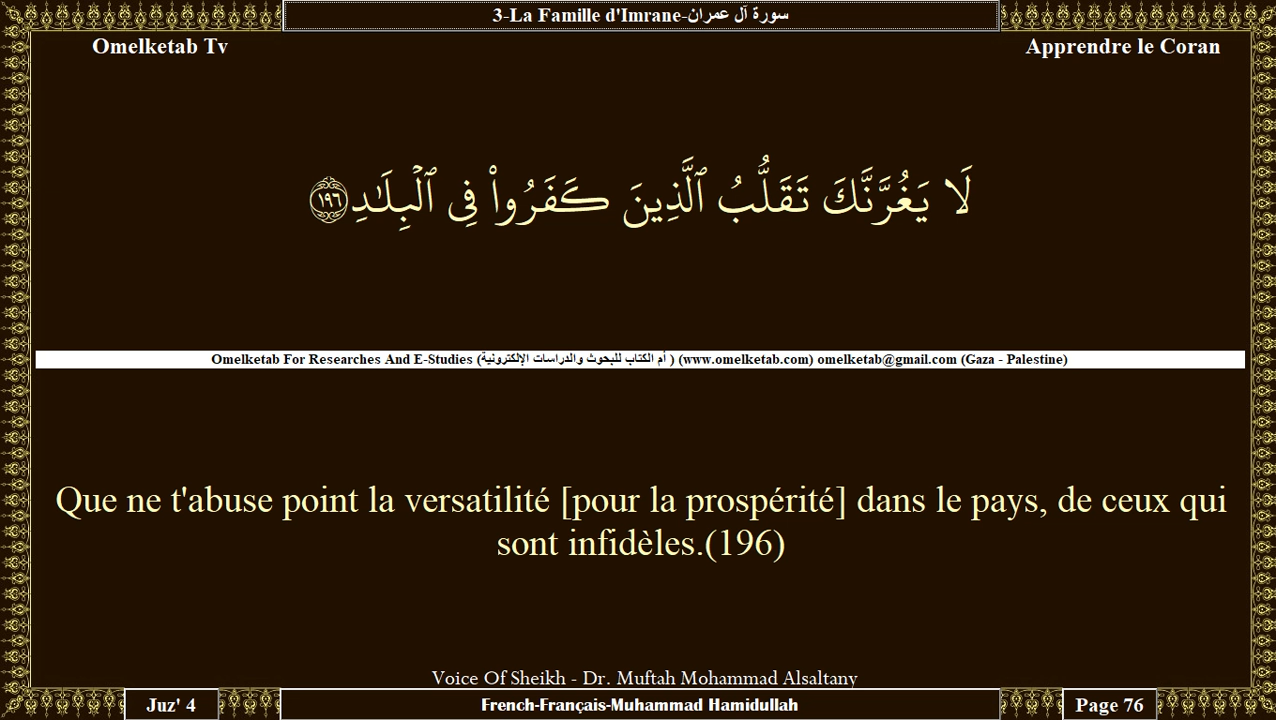 3-La Famille d'Imrane-سورة آل عمران
Omelketab Tv
Apprendre le Coran
لَا يَغُرَّنَّكَ تَقَلُّبُ ٱلَّذِينَ كَفَرُوا۟ فِى ٱلْبِلَٰدِ ١٩٦
Omelketab For Researches And E-Studies (أم الكتاب للبحوث والدراسات الإلكترونية ) (www.omelketab.com) omelketab@gmail.com (Gaza - Palestine)
Que ne t'abuse point la versatilité [pour la prospérité] dans le pays, de ceux qui
sont infidèles.(196)
Voice Of Sheikh - Dr. Muftah Mohammad Alsaltany
Juz' 4
French-Français-Muhammad Hamidullah
Page 76